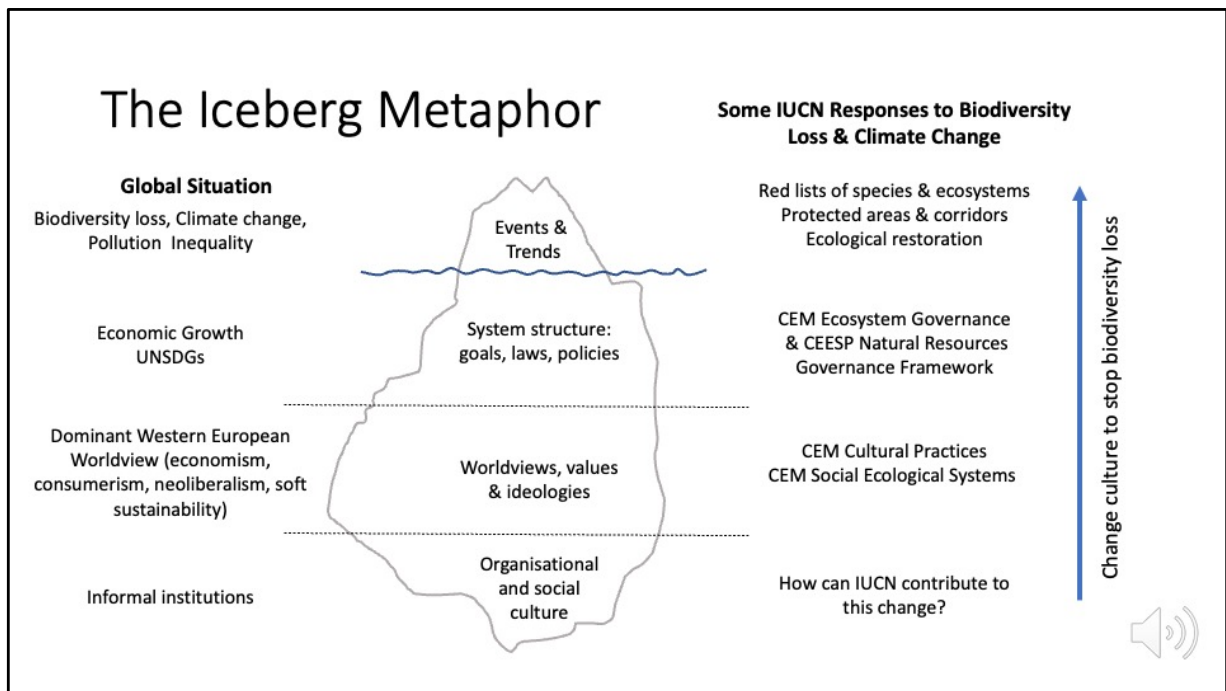 The Iceberg Metaphor
Some IUCN Responses to Biodiversity
Loss & Climate Change
Global Situation
Biodiversity loss, Climate change,
Pollution Inequality
Events &
Trends
Red lists of species & ecosystems
Protected areas & corridors
Ecological restoration
Economic Growth
UNSDGs
System structure:
goals, laws, policies
CEM Ecosystem Governance
& CEESP Natural Resources
Governance Framework
Dominant Western European
Worldview (economism,
consumerism, neoliberalism, soft
sustainability)
Worldviews, values
& ideologies
CEM Cultural Practices
CEM Social Ecological Systems
Informal institutions
Organisational
and social
culture
How can IUCN contribute to
this change?
Change culture to stop biodiversity loss